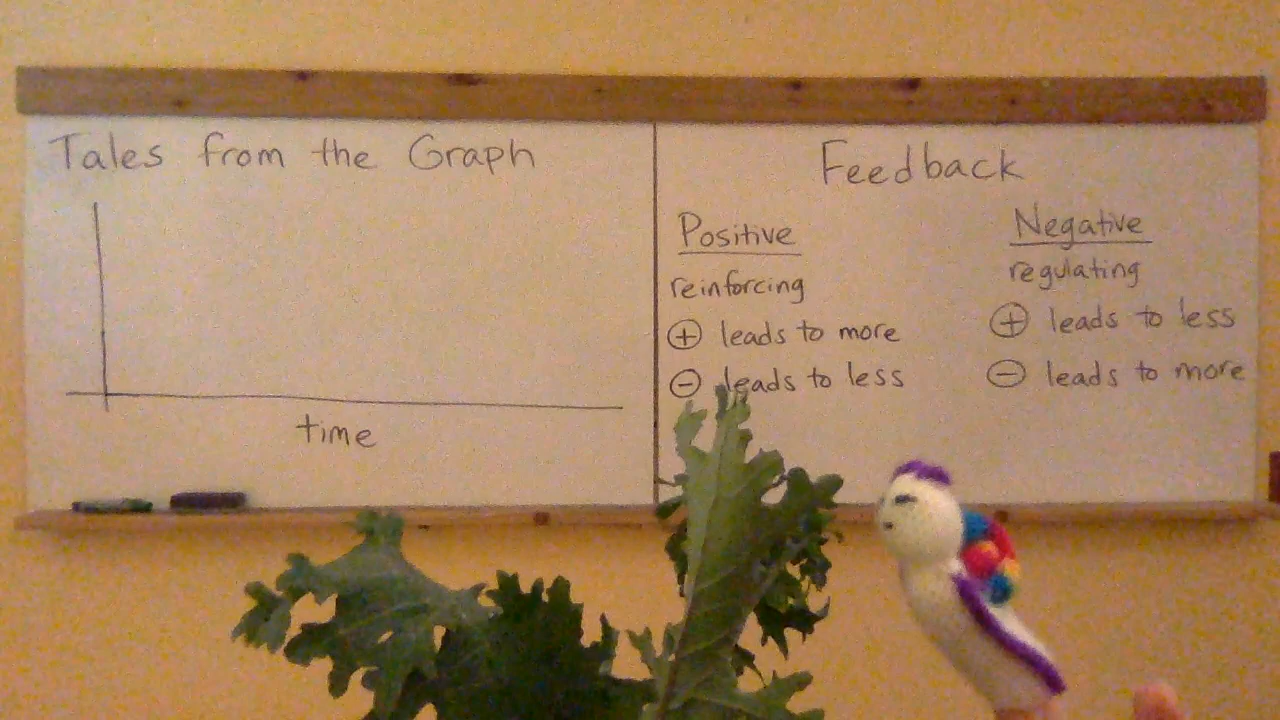 Tales from the Graph
time
Feedback
Positive
reinforcing
⊕ leads to more
⊖ leads to less
Negative
regulating
⊕ leads to less
⊖ leads to more